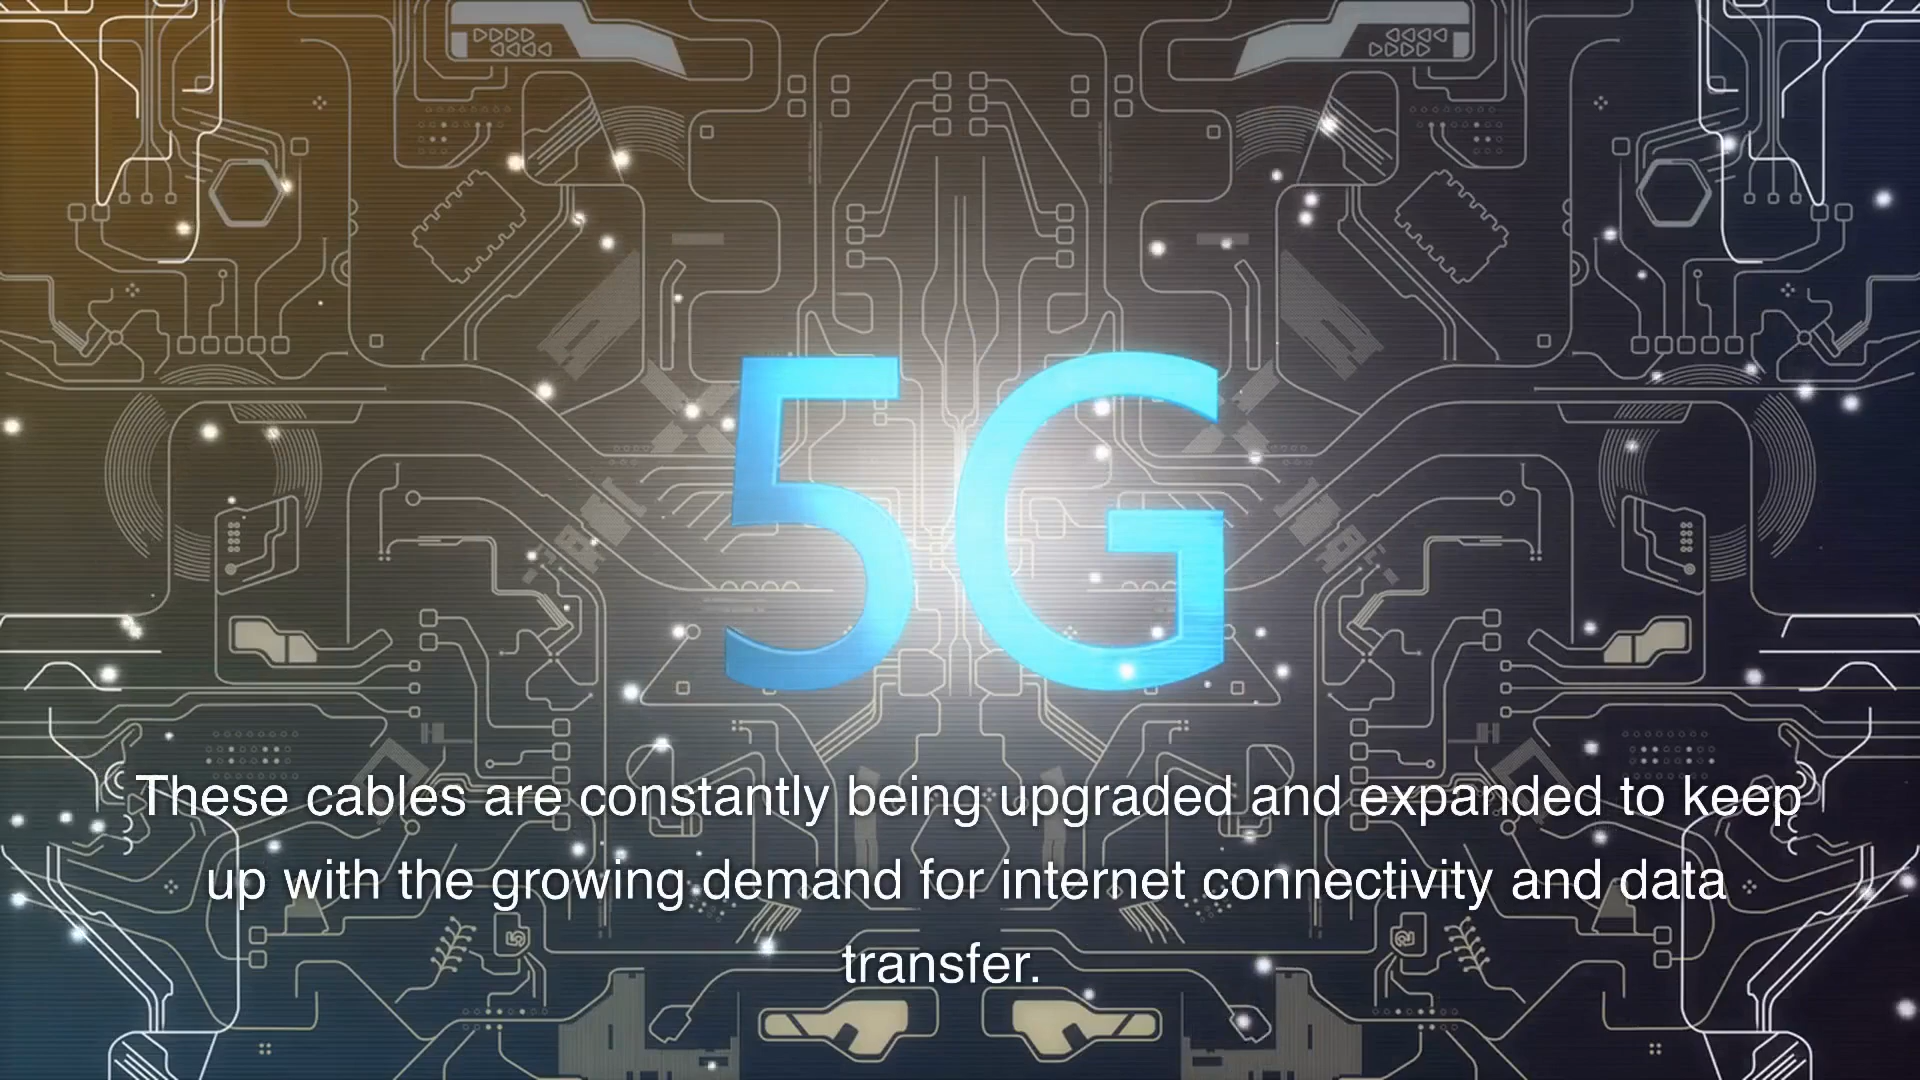 5G
These cables are constantly being upgraded and expanded to keep
up with the growing demand for internet connectivity and data
transfer.